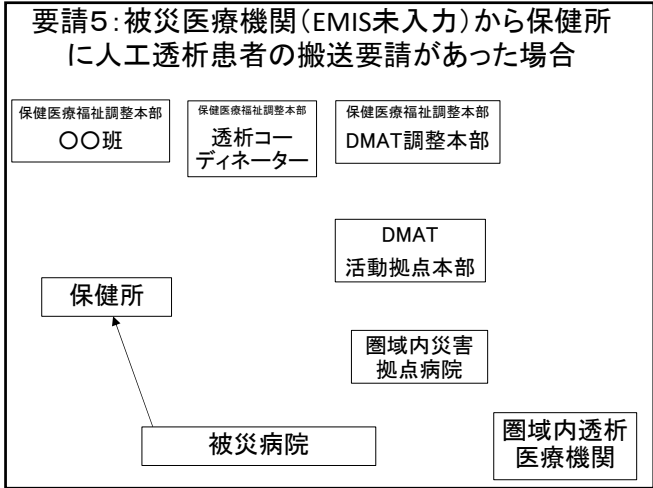 要請5：被災医療機関（EMIS未入力）から保健所
に人工透析患者の搬送要請があった場合
保健医療福祉調整本部
〇〇班
保健医療福祉調整本部
透析コー
ディネーター
保健医療福祉調整本部
DMAT調整本部
DMAT
活動拠点本部
保健所
圏域内災害
拠点病院
被災病院
圏域内透析
医療機関